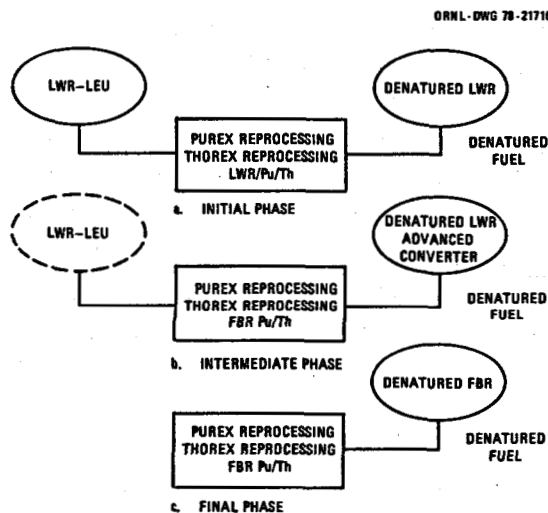 ORNL-DWG 78-21716
LWR-LEU
DENATURED LWR
PUREX REPROCESSING
THOREX REPROCESSING
LWR/Pu/Th
DENATURED
FUEL
a. INITIAL PHASE
LWR-LEU
DENATURED LWR
ADVANCED
CONVERTER
PUREX REPROCESSING
THOREX REPROCESSING
FBR Pu/Th
DENATURED
FUEL
b. INTERMEDIATE PHASE
DENATURED FBR
PUREX REPROCESSING
THOREX REPROCESSING
FBR Pu/Th
DENATURED
FUEL
c. FINAL PHASE